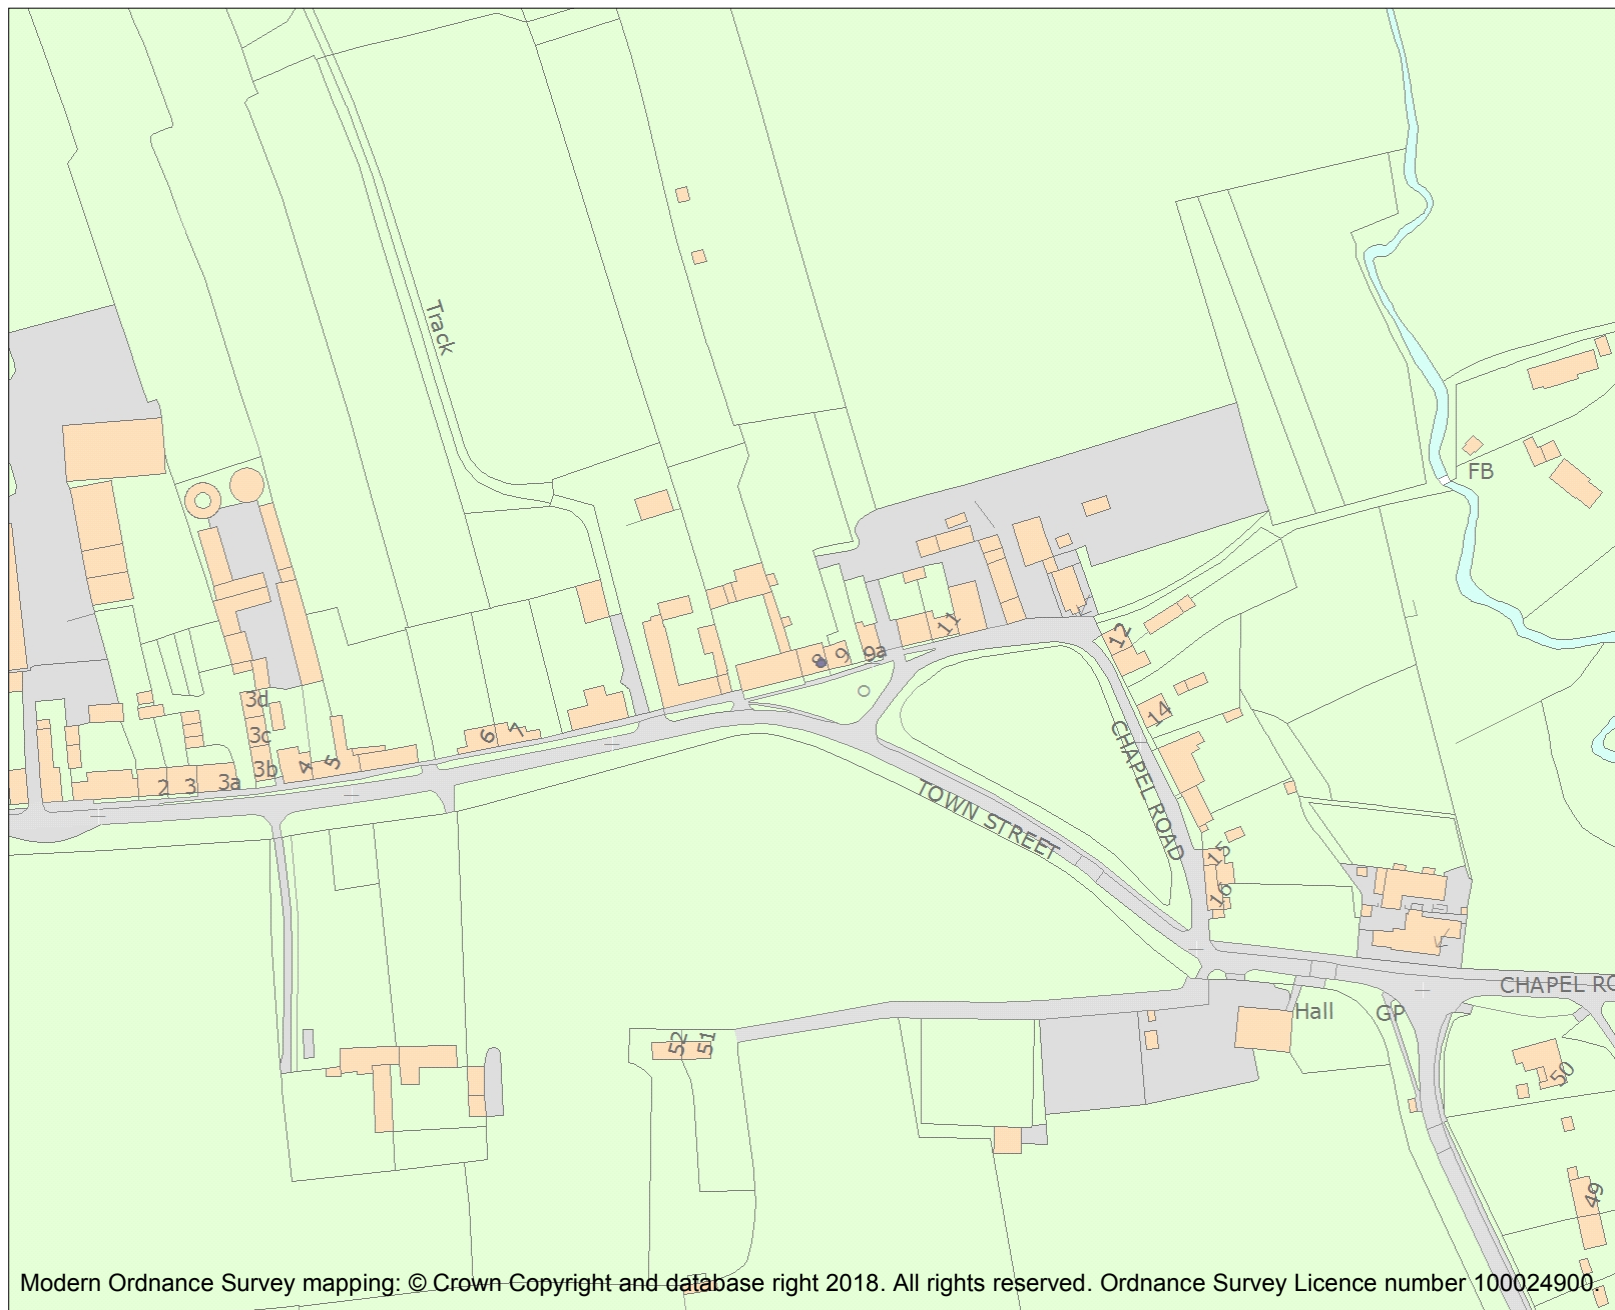 Track
FB
11
12
8
9
9a
3d
14
6
7
3c
CHAPEL ROAD
4
5
3b
2
3
3a
TOWN STREET
15
16
CHAPEL RO
Hall
GP
52
51
50
49
Modern Ordnance Survey mapping: © Crown Copyright and database right 2018. All rights reserved. Ordnance Survey Licence number 100024900.